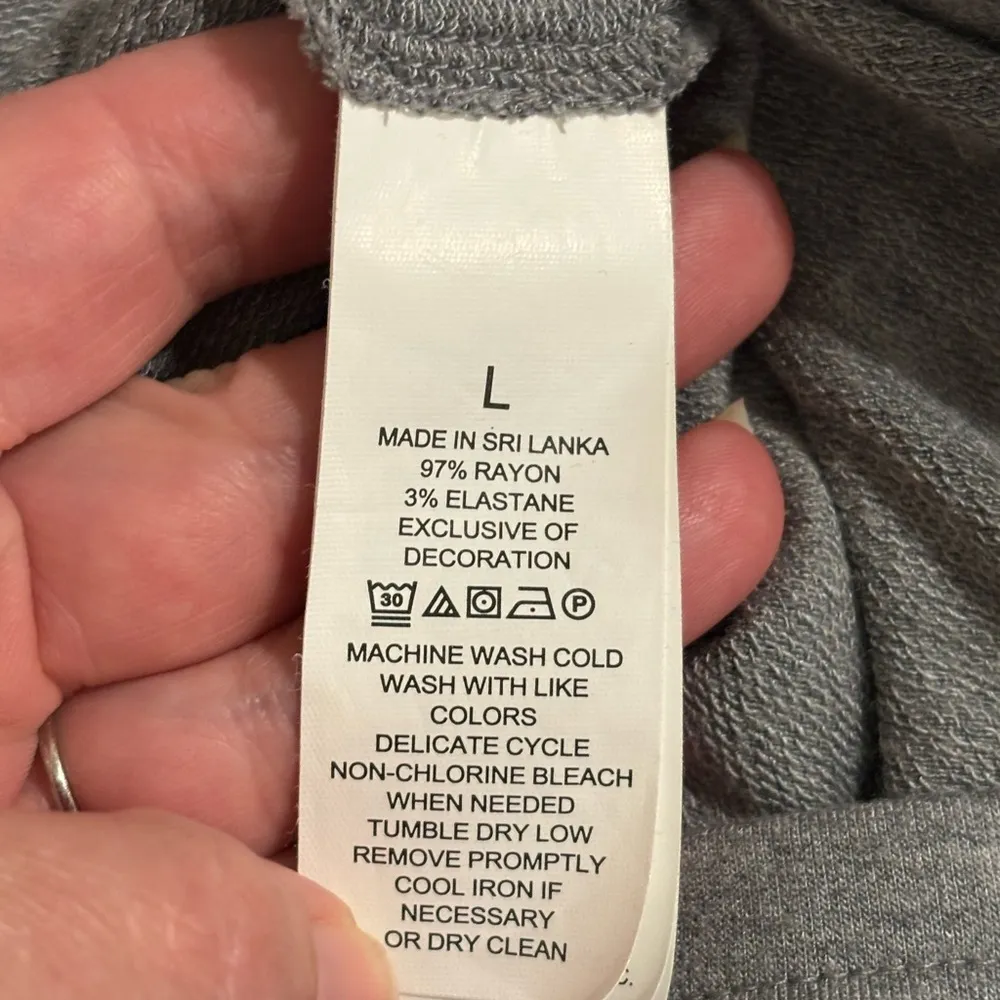 L
MADE IN SRI LANKA
97% RAYON
3% ELASTANE
EXCLUSIVE OF
DECORATION
30 P
MACHINE WASH COLD
WASH WITH LIKE
COLORS
DELICATE CYCLE
NON-CHLORINE BLEACH
WHEN NEEDED
TUMBLE DRY LOW
REMOVE PROMPTLY
COOL IRON IF
NECESSARY
OR DRY CLEAN